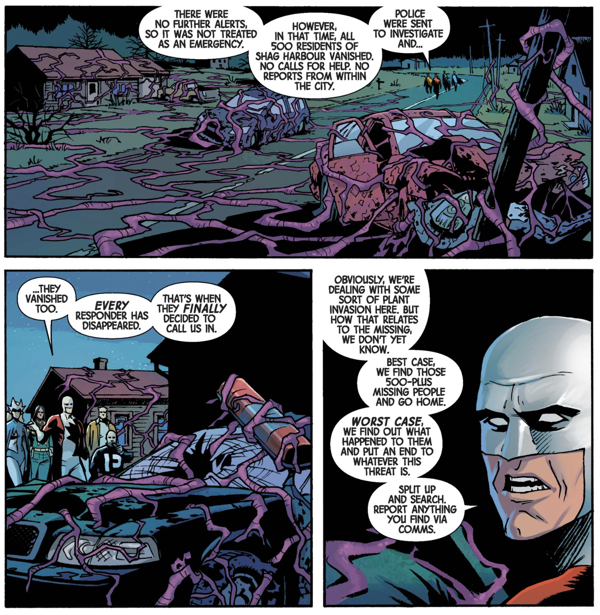 THERE WERE
NO FURTHER ALERTS,
SO IT WAS NOT TREATED
AS AN EMERGENCY.
HOWEVER,
IN THAT TIME, ALL
500 RESIDENTS OF
SHAG HARBOUR VANISHED.
NO CALLS FOR HELP. NO
REPORTS FROM WITHIN
THE CITY.
POLICE
WERE SENT
TO INVESTIGATE
AND...
...THEY
VANISHED
TOO.
EVERY
RESPONDER HAS
DISAPPEARED.
THAT'S WHEN
THEY FINALLY
DECIDED TO
CALL US IN.
12
OBVIOUSLY, WE'RE
DEALING WITH SOME
SORT OF PLANT
INVASION HERE. BUT
HOW THAT RELATES
TO THE MISSING,
WE DON'T YET
KNOW.
BEST CASE,
WE FIND THOSE
500-PLUS
MISSING PEOPLE
AND GO HOME.
WORST CASE,
WE FIND OUT WHAT
HAPPENED TO THEM
AND PUT AN END TO
WHATEVER THIS
THREAT IS.
SPLIT UP
AND SEARCH.
REPORT ANYTHING
YOU FIND VIA
COMMS.